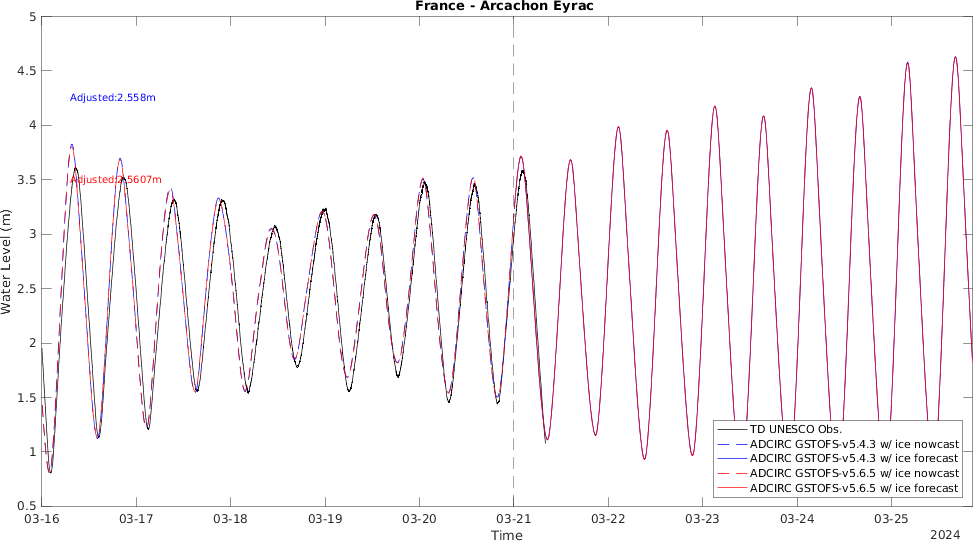 France - Arcachon Eyrac
5
4.5
4
3.5
3
2.5
2
1.5
1
0.5
Water Level (m)
Adjusted:2.558m
Adjusted:2.5607m
TD UNESCO Obs.
ADCIRC GSTOFS-v5.4.3 w/ ice nowcast
ADCIRC GSTOFS-v5.4.3 w/ ice forecast
ADCIRC GSTOFS-v5.6.5 w/ ice nowcast
ADCIRC GSTOFS-v5.6.5 w/ ice forecast
03-16 03-17 03-18 03-19 03-20 03-21 03-22 03-23 03-24 03-25
Time
2024